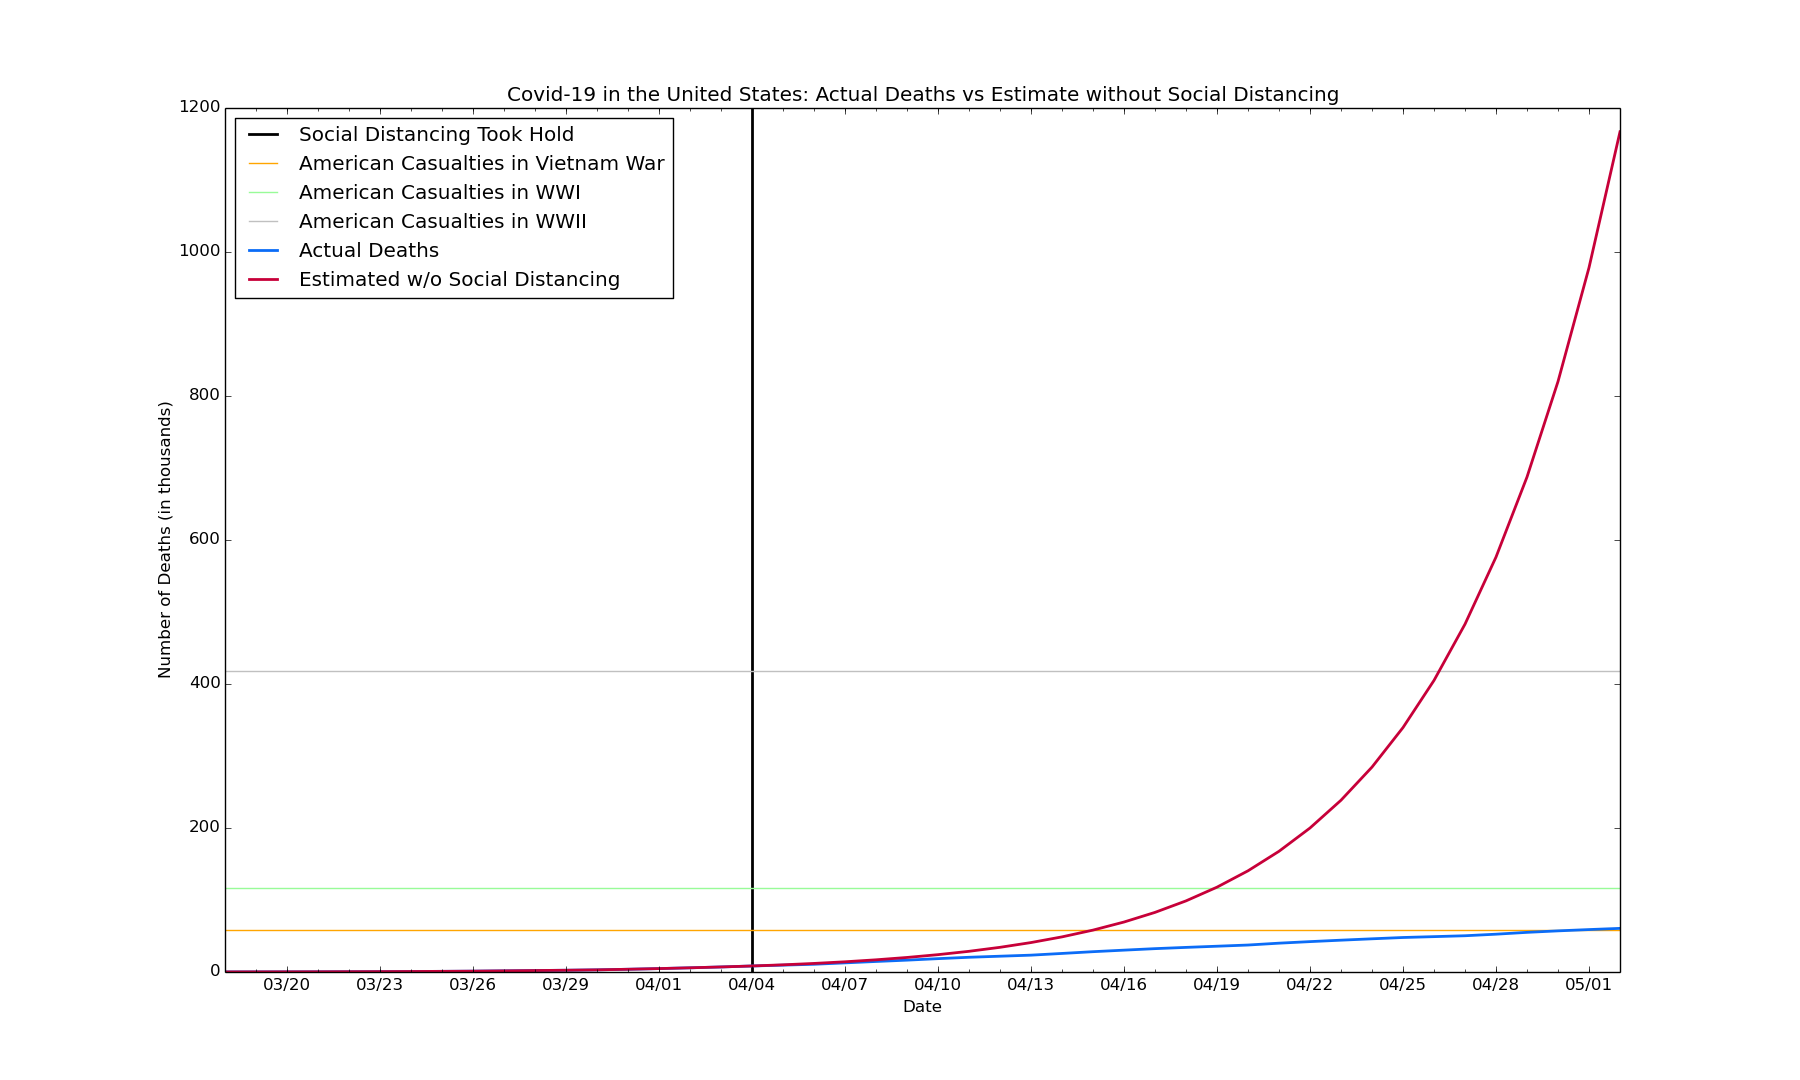 Covid-19 in the United States: Actual Deaths vs Estimate without Social Distancing
1200
1000
800
600
400
200
0
Number of Deaths (in thousands)
Social Distancing Took Hold
American Casualties in Vietnam War
American Casualties in WWI
American Casualties in WWII
Actual Deaths
Estimated w/o Social Distancing
03/20 03/23 03/26 03/29 04/01 04/04 04/07 04/10 04/13 04/16 04/19 04/22 04/25 04/28 05/01
Date